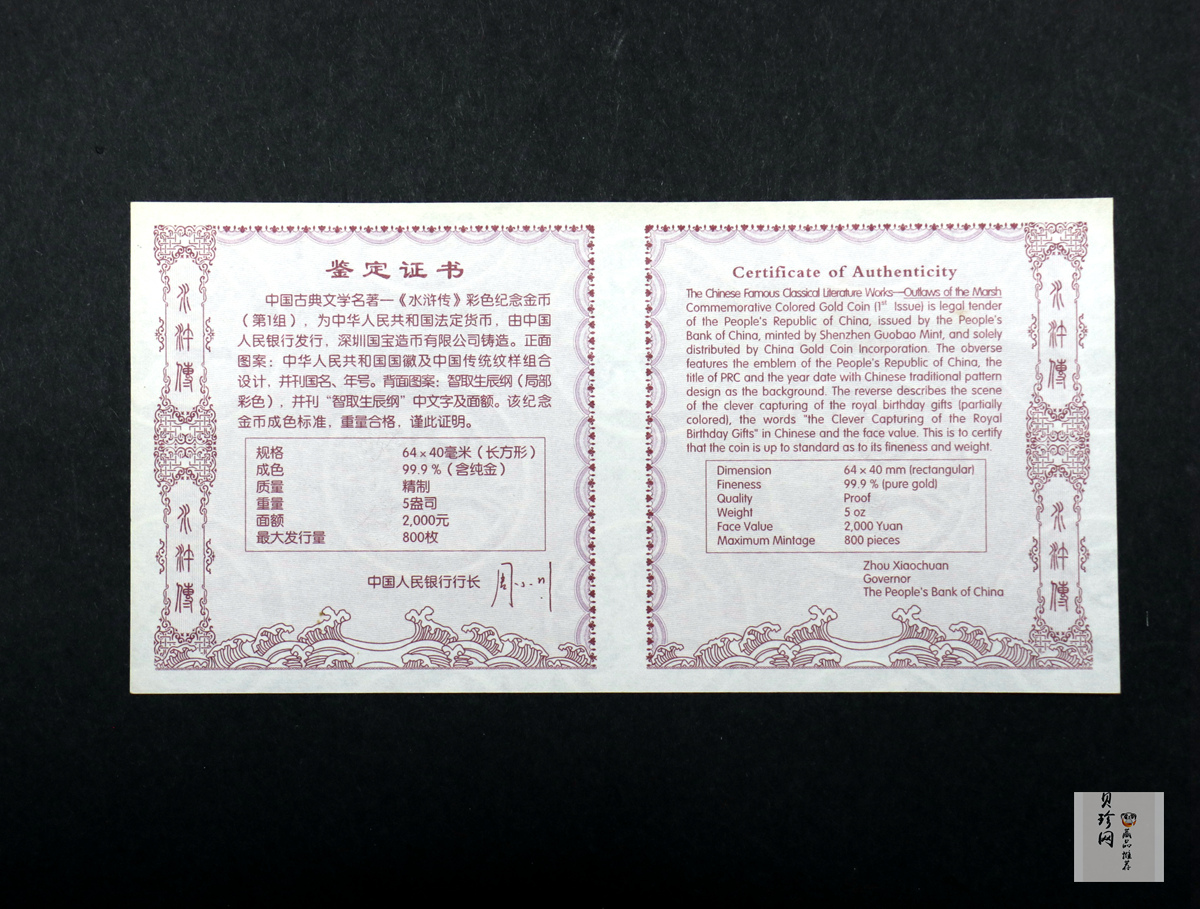 鉴定证书
中国古典文学名著—《水浒传》彩色纪念金币
（第1组），为中华人民共和国法定货币，由中国
人民银行发行，深圳国宝造币有限公司铸造。正面
图案：中华人民共和国国徽及中国传统纹样组合
设计，并刊国名、年号。背面图案：智取生辰纲（局部
彩色），并刊“智取生辰纲”中文字及面额。该纪念
金币成色标准，重量合格，谨此证明。
规格 64×40毫米（长方形）
成色 99.9％（含纯金）
质量 精制
重量 5盎司
面额 2,000元
最大发行量 800枚
中国人民银行行长
水浒傳
水浒傳
Certificate of Authenticity
The Chinese Famous Classical Literature Works—Outlaws of the Marsh
Commemorative Colored Gold Coin (1st Issue) is legal tender
of the People's Republic of China, issued by the People's
Bank of China, minted by Shenzhen Guobao Mint, and solely
distributed by China Gold Coin Incorporation. The obverse
features the emblem of the People's Republic of China, the
title of PRC and the year date with Chinese traditional pattern
design as the background. The reverse describes the scene
of the clever capturing of the royal birthday gifts (partially
colored), the words "the Clever Capturing of the Royal
Birthday Gifts" in Chinese and the face value. This is to certify
that the coin is up to standard as to its fineness and weight.
Dimension 64 × 40 mm (rectangular)
Fineness 99.9 % (pure gold)
Quality Proof
Weight 5 oz
Face Value 2,000 Yuan
Maximum Mintage 800 pieces
Zhou Xiaochuan
Governor
The People's Bank of China
水浒傳
水浒傳
贝珍网
藏品推荐